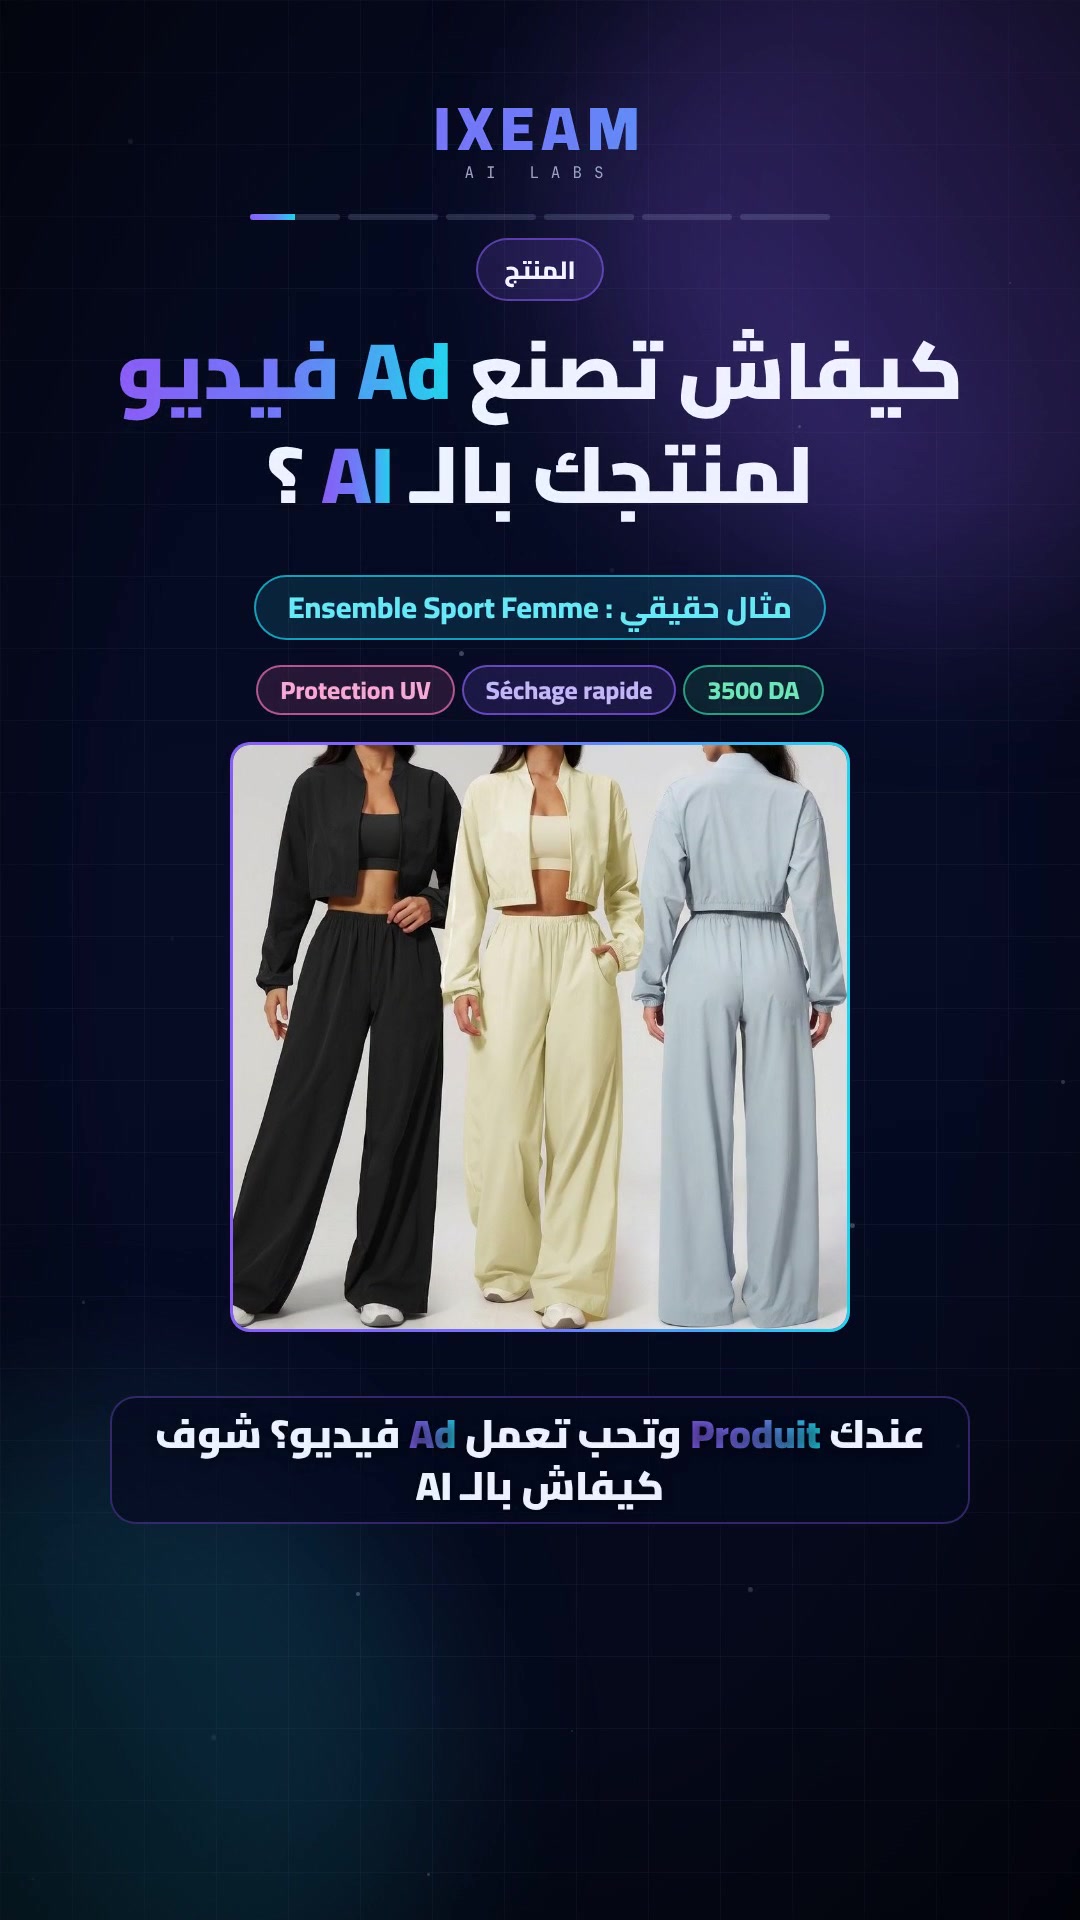 IXEAM
AI LABS
المنتج
كيفاش تصنع Ad فيديو
لمنتجك بالـ AI ؟
مثال حقيقي : Ensemble Sport Femme
Protection UV
Séchage rapide
3500 DA
عندك Produit وتحب تعمل Ad فيديو؟ شوف
كيفاش بالـ AI